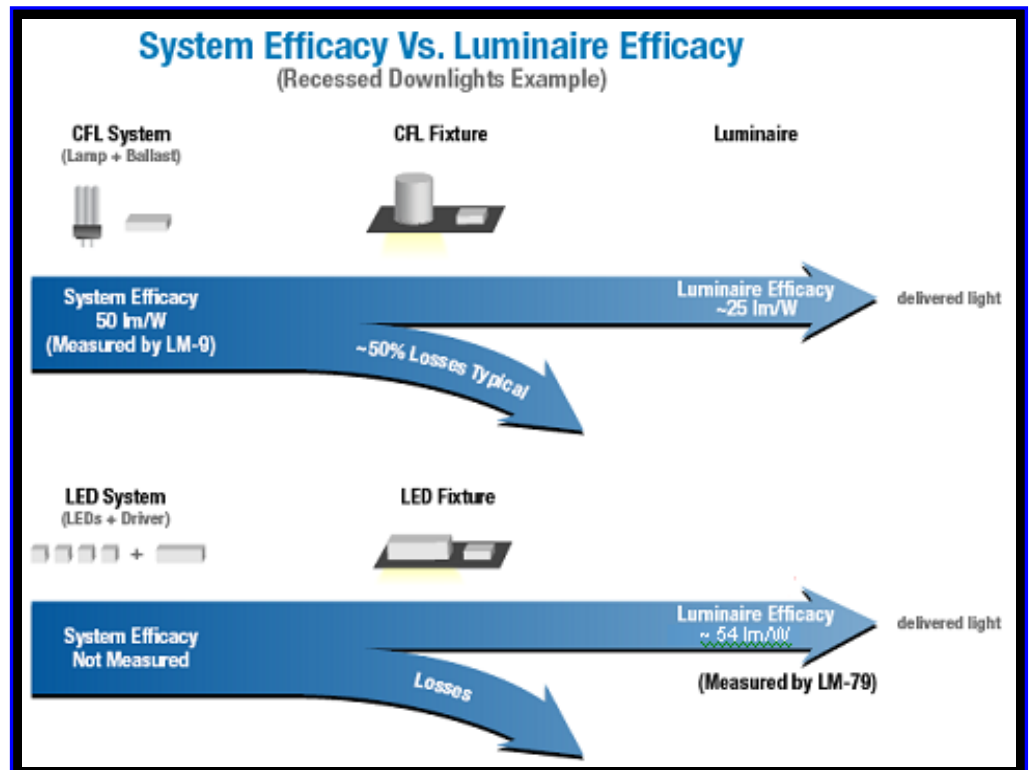 System Efficacy Vs. Luminaire Efficacy
(Recessed Downlights Example)
CFL System
(Lamp + Ballast)
CFL Fixture
Luminaire
System Efficacy
50 lm/W
(Measured by LM-9)
~50% Losses Typical
Luminaire Efficacy
~25 lm/W
delivered light
LED System
(LEDs + Driver)
+
LED Fixture
System Efficacy
Not Measured
Losses
Luminaire Efficacy
~ 54 lm/W
(Measured by LM-79)
delivered light